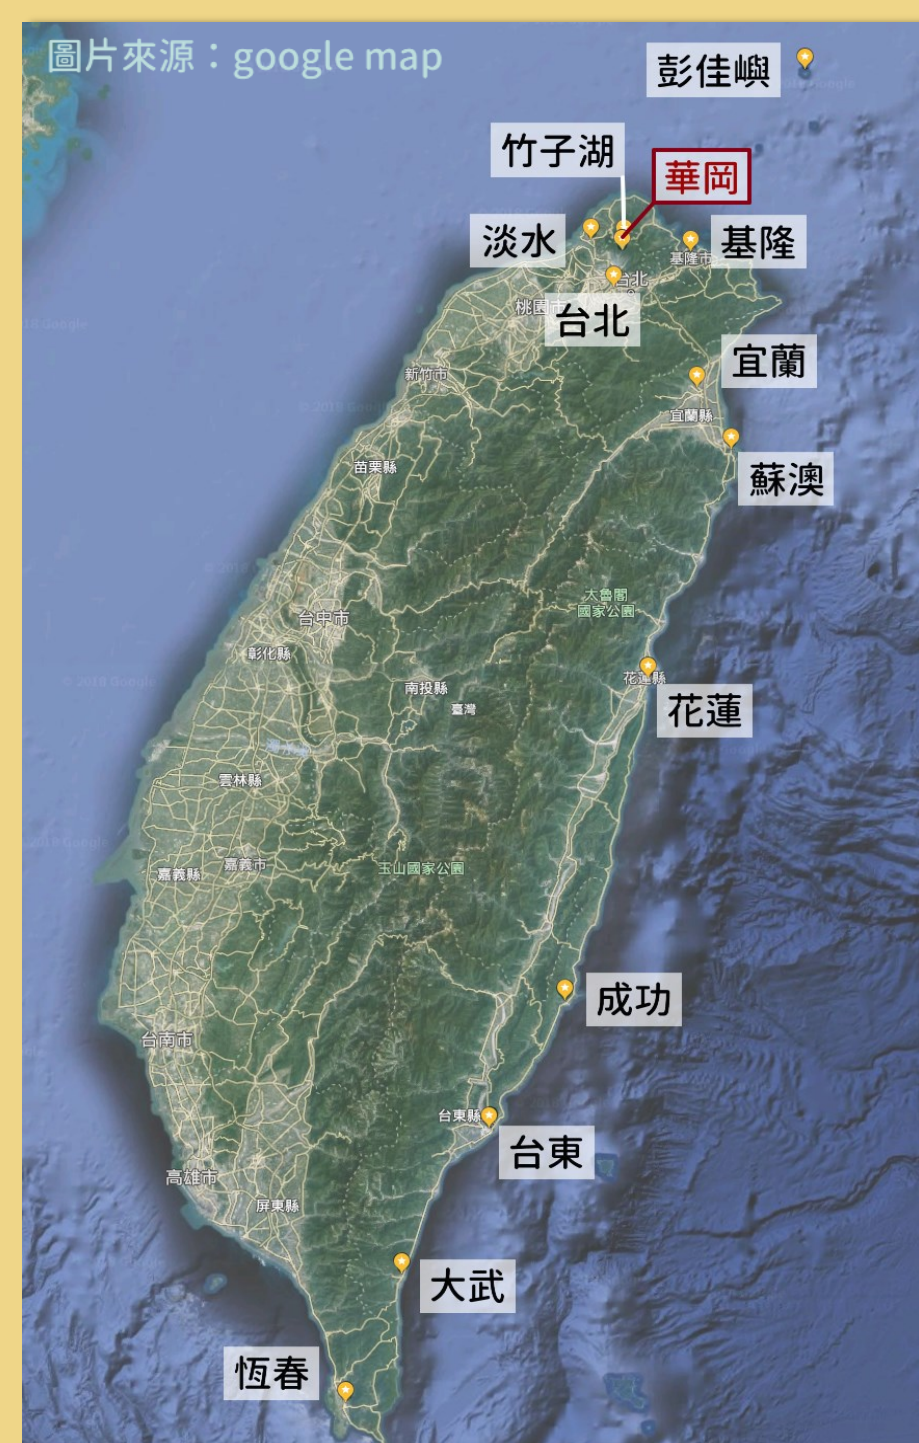 圖片來源：google map
彭佳嶼
竹子湖
華岡
淡水
基隆
基隆市
台北
桃園市
台北
宜蘭
新竹市
宜蘭縣
蘇澳
苗栗縣
大魯閣
國家公園
台中市
彰化縣
花蓮縣
© 2018 Google
南投縣
臺灣
花蓮
雲林縣
嘉義縣
嘉義市
玉山國家公園
成功
台南市
台東縣
台東
高雄市
屏東縣
大武
恆春